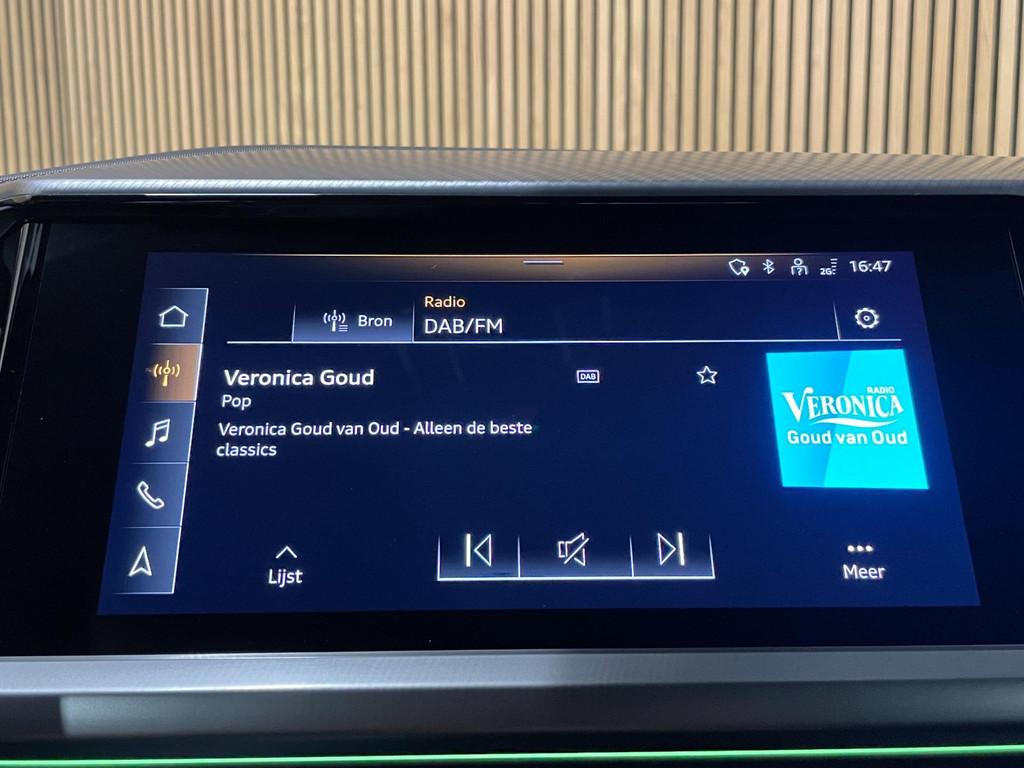 2G
16:47
Bron
Radio
DAB/FM
Veronica Goud
DAB
Pop
Veronica Goud van Oud - Alleen de beste
classics
RADIO
VERONICA
Goud van Oud
Lijst
Meer